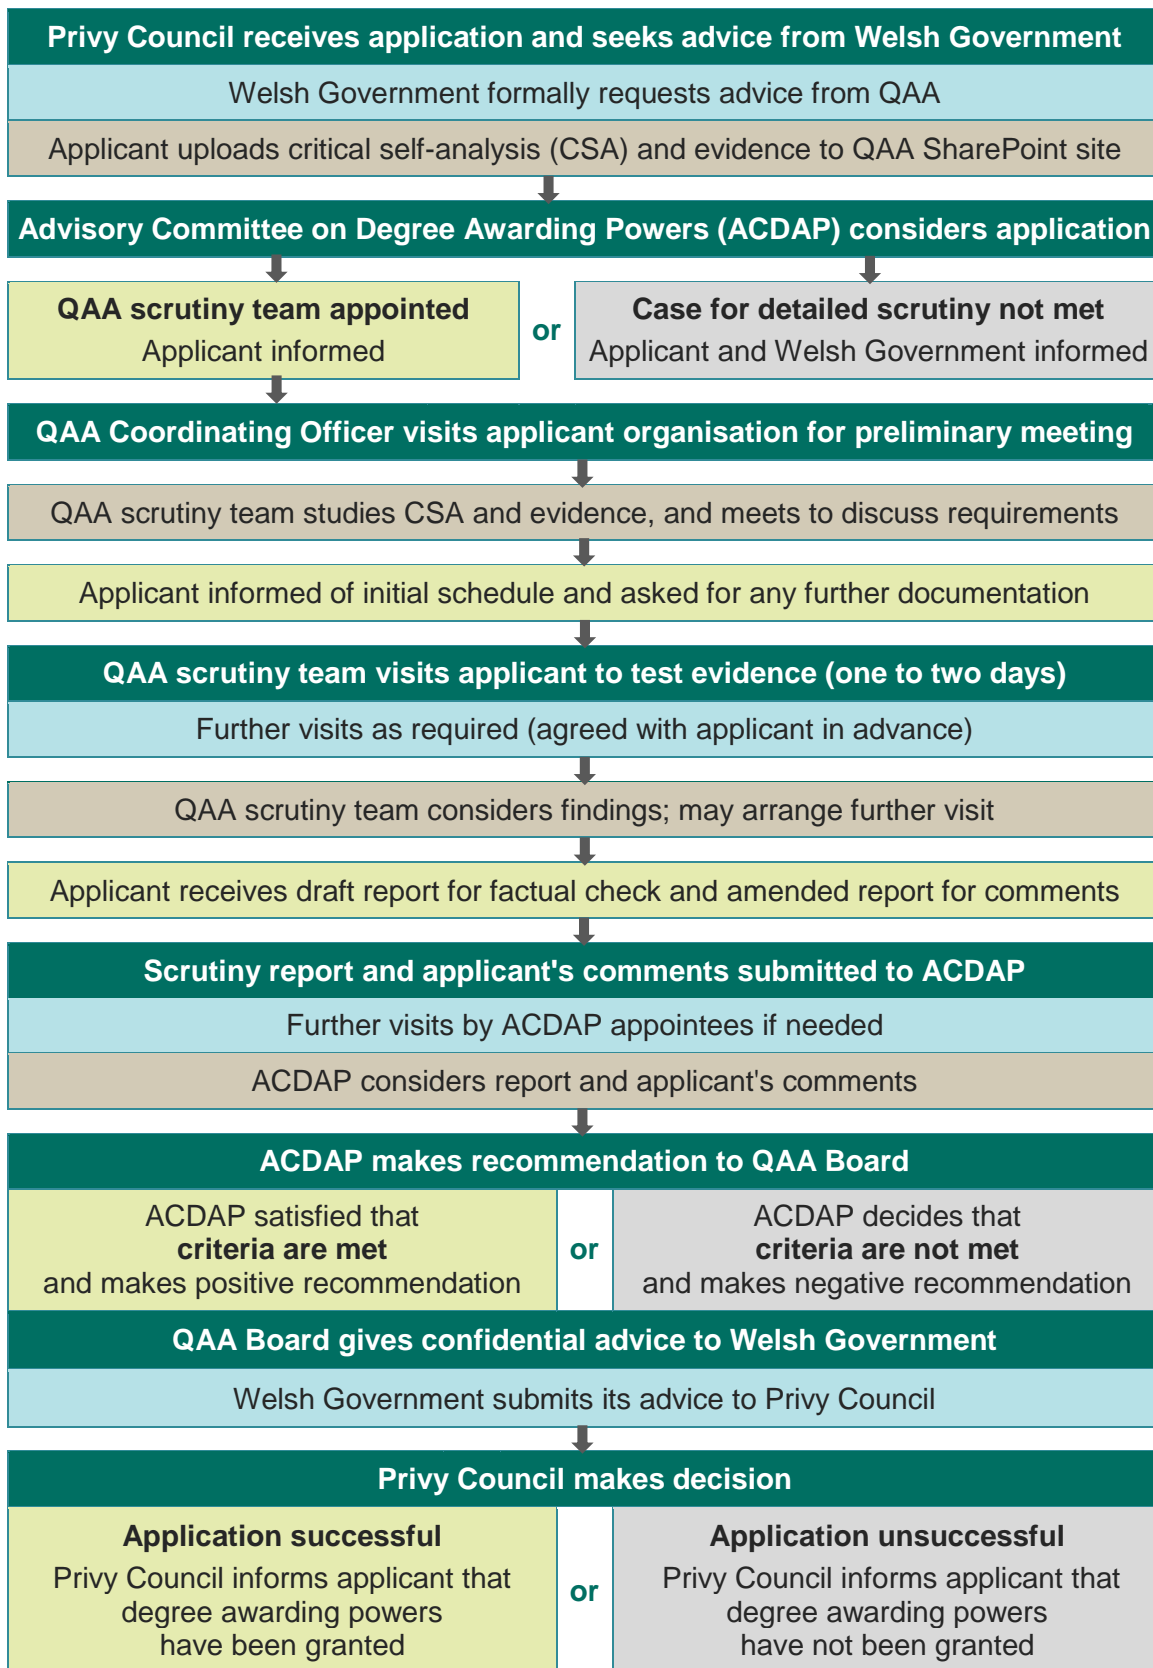 Privy Council receives application and seeks advice from Welsh Government
Welsh Government formally requests advice from QAA
Applicant uploads critical self-analysis (CSA) and evidence to QAA SharePoint site
Advisory Committee on Degree Awarding Powers (ACDAP) considers application
QAA scrutiny team appointed
Applicant informed
or
Case for detailed scrutiny not met
Applicant and Welsh Government informed
QAA Coordinating Officer visits applicant organisation for preliminary meeting
QAA scrutiny team studies CSA and evidence, and meets to discuss requirements
Applicant informed of initial schedule and asked for any further documentation
QAA scrutiny team visits applicant to test evidence (one to two days)
Further visits as required (agreed with applicant in advance)
QAA scrutiny team considers findings; may arrange further visit
Applicant receives draft report for factual check and amended report for comments
Scrutiny report and applicant's comments submitted to ACDAP
Further visits by ACDAP appointees if needed
ACDAP considers report and applicant's comments
ACDAP makes recommendation to QAA Board
ACDAP satisfied that
criteria are met
and makes positive recommendation
or
ACDAP decides that
criteria are not met
and makes negative recommendation
QAA Board gives confidential advice to Welsh Government
Welsh Government submits its advice to Privy Council
Privy Council makes decision
Application successful
Privy Council informs applicant that
degree awarding powers
have been granted
or
Application unsuccessful
Privy Council informs applicant that
degree awarding powers
have not been granted